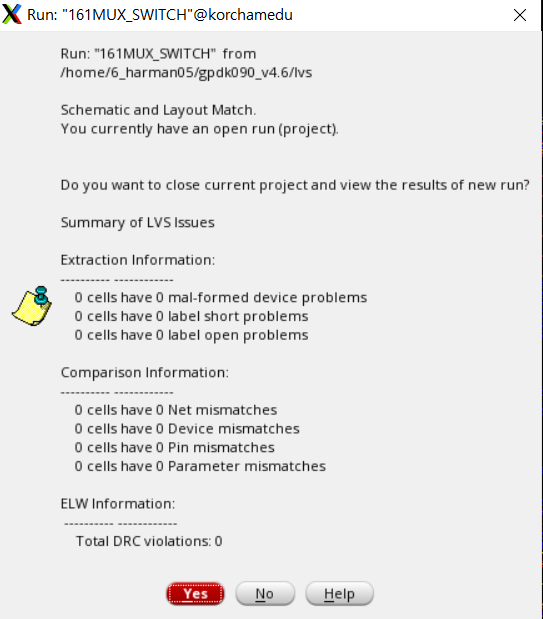 Run: "161MUX_SWITCH"@korchamedu
Run: "161MUX_SWITCH" from
/home/6_harman05/gpdk090_v4.6/lvs
Schematic and Layout Match.
You currently have an open run (project).
Do you want to close current project and view the results of new run?
Summary of LVS Issues
Extraction Information:
---------- ------------
0 cells have 0 mal-formed device problems
0 cells have 0 label short problems
0 cells have 0 label open problems
Comparison Information:
---------- ------------
0 cells have 0 Net mismatches
0 cells have 0 Device mismatches
0 cells have 0 Pin mismatches
0 cells have 0 Parameter mismatches
ELW Information:
---------- ------------
Total DRC violations: 0
Yes No Help